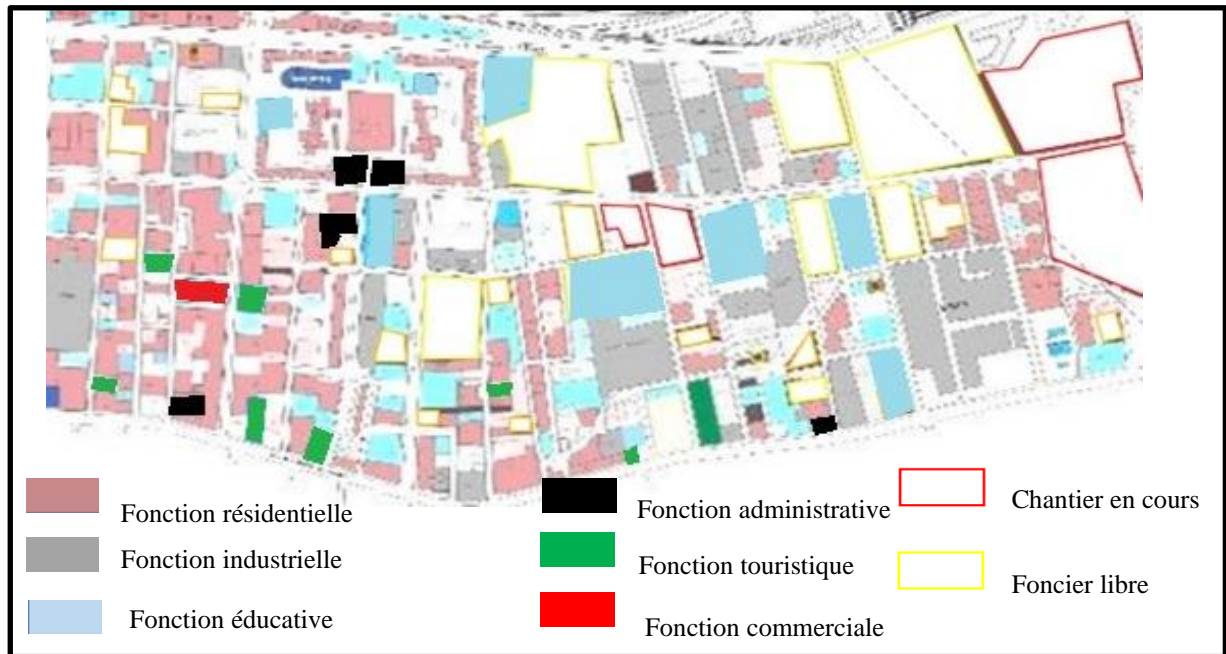 Fonction résidentielle
Fonction industrielle
Fonction éducative
Fonction administrative
Fonction touristique
Fonction commerciale
Chantier en cours
Foncier libre